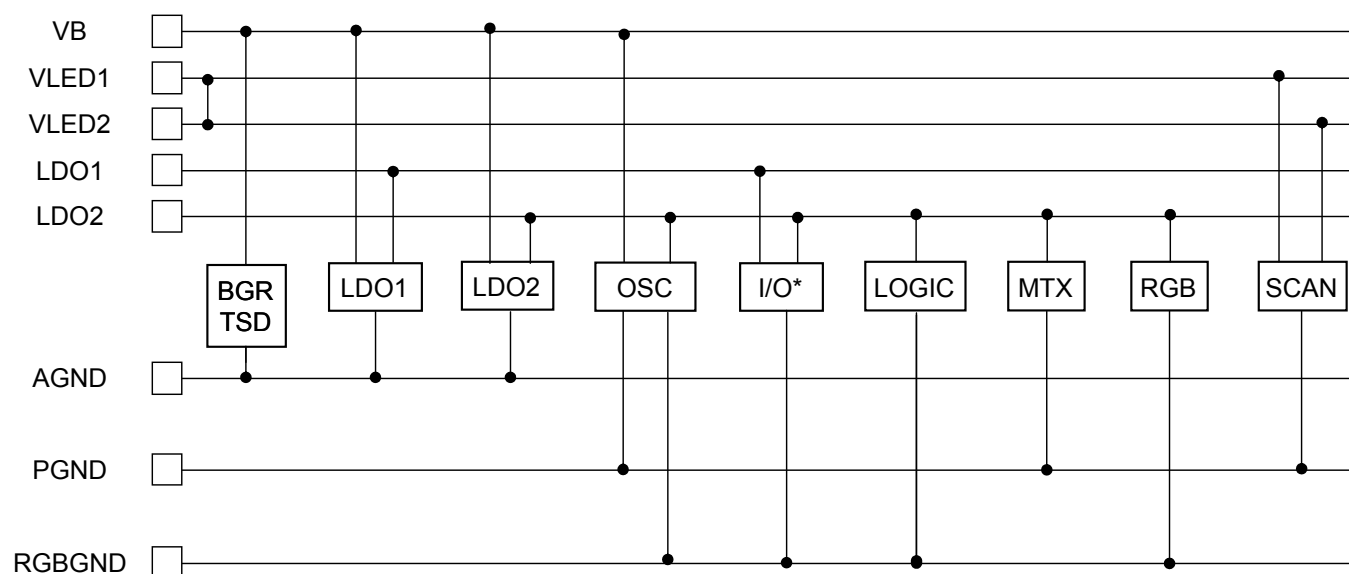 VB
VLED1
VLED2
LDO1
LDO2
BGR
TSD
LDO1
LDO2
OSC
I/O*
LOGIC
MTX
RGB
SCAN
AGND
PGND
RGBGND